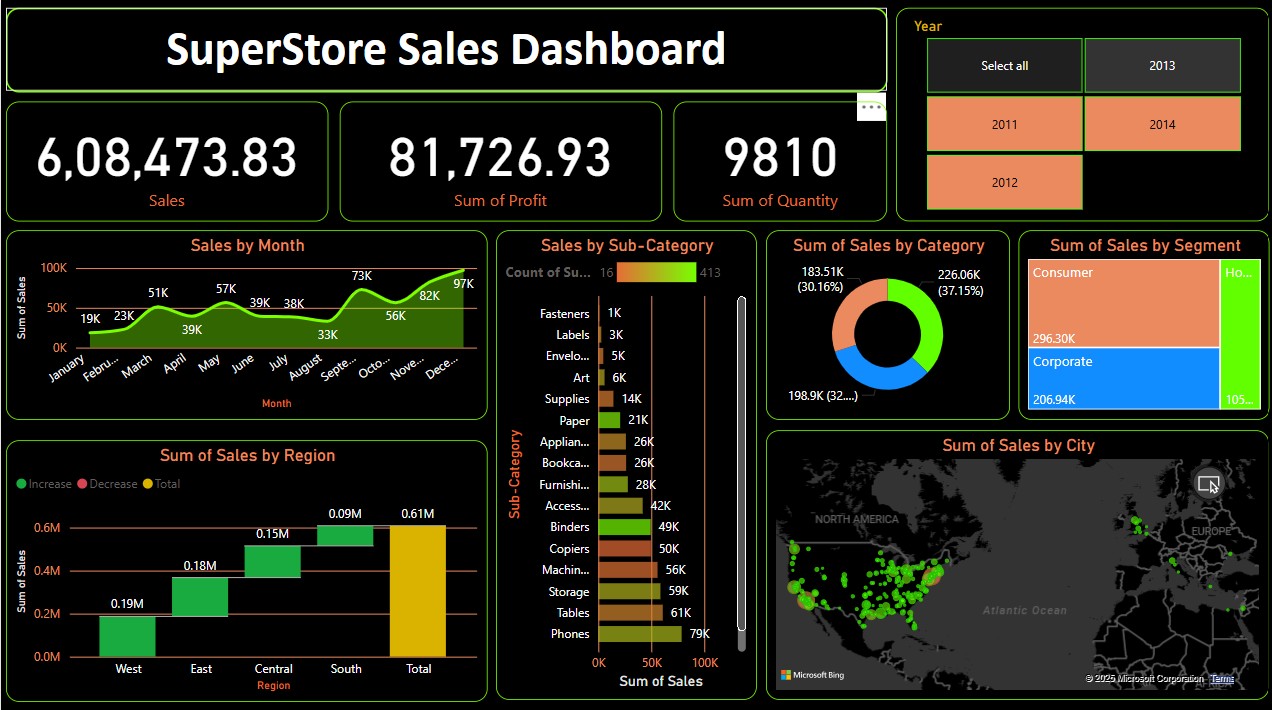 SuperStore Sales Dashboard
Year
Select all
2013
2011
2014
2012
6,08,473.83
Sales
81,726.93
Sum of Profit
9810
Sum of Quantity
Sales by Month
Sum of Sales
100K
50K
0K
19K
23K
51K
39K
57K
39K
38K
33K
73K
56K
82K
97K
January
Febru...
March
April
May
June
July
August
Septe...
Octo...
Nove...
Dece...
Month
Sum of Sales by Region
Increase
Decrease
Total
Sum of Sales
0.6M
0.4M
0.2M
0.0M
0.19M
0.18M
0.15M
0.09M
0.61M
West
East
Central
South
Total
Region
Sales by Sub-Category
Count of Su...
16
413
Sub-Category
Fasteners 1K
Labels 3K
Envelo... 5K
Art 6K
Supplies 14K
Paper 21K
Applian... 26K
Bookca... 26K
Furnishi... 28K
Access... 42K
Binders 49K
Copiers 50K
Machin... 56K
Storage 59K
Tables 61K
Phones 79K
0K
50K
100K
Sum of Sales
Sum of Sales by Category
183.51K
(30.16%)
226.06K
(37.15%)
198.9K (32....)
Sum of Sales by Segment
Consumer
296.30K
Corporate
206.94K
Ho...
105...
Sum of Sales by City
NORTH AMERICA
EUROPE
Atlantic Ocean
AFRICA
Microsoft Bing
© 2025 Microsoft Corporation Terms